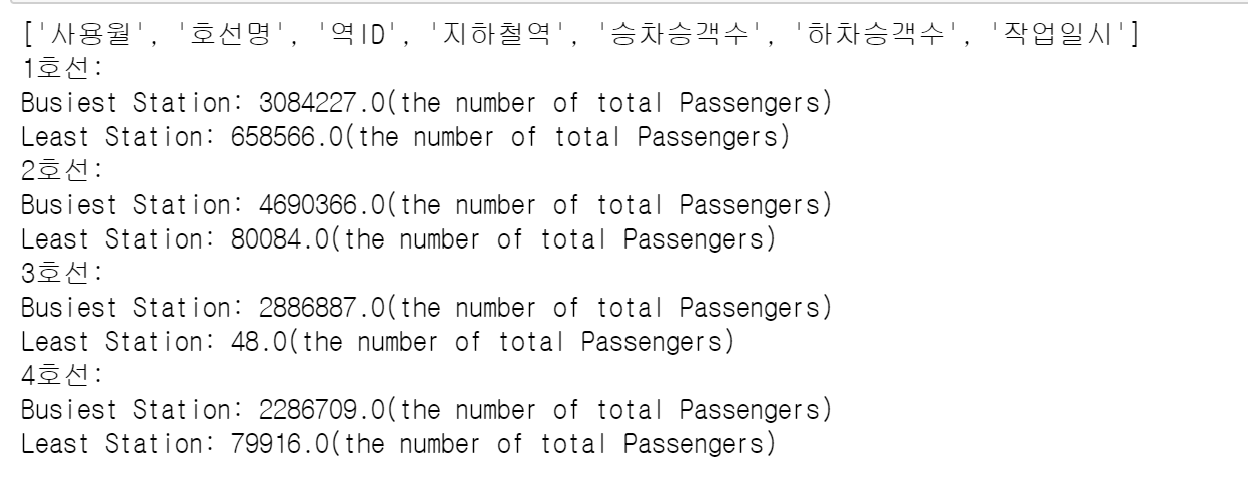 ['사용월', '호선명', '역ID', '지하철역', '승차승객수', '하차승객수', '작업일시']
1호선:
Busiest Station: 3084227.0(the number of total Passengers)
Least Station: 658566.0(the number of total Passengers)
2호선:
Busiest Station: 4690366.0(the number of total Passengers)
Least Station: 80084.0(the number of total Passengers)
3호선:
Busiest Station: 2886887.0(the number of total Passengers)
Least Station: 48.0(the number of total Passengers)
4호선:
Busiest Station: 2286709.0(the number of total Passengers)
Least Station: 79916.0(the number of total Passengers)